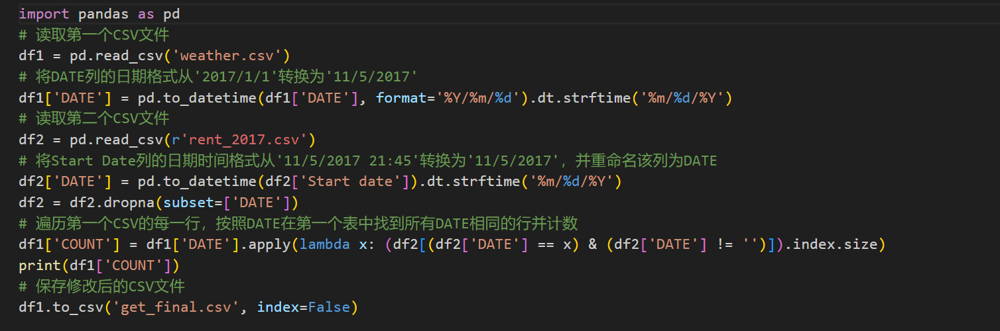 import pandas as pd
# 读取第一个CSV文件
df1 = pd.read_csv('weather.csv')
# 将DATE列的日期格式从'2017/1/1'转换为'11/5/2017'
df1['DATE'] = pd.to_datetime(df1['DATE'], format='%Y/%m/%d').dt.strftime('%m/%d/%Y')
# 读取第二个CSV文件
df2 = pd.read_csv(r'rent_2017.csv')
# 将Start Date列的日期时间格式从'11/5/2017 21:45'转换为'11/5/2017'，并重命名该列为DATE
df2['DATE'] = pd.to_datetime(df2['Start date']).dt.strftime('%m/%d/%Y')
df2 = df2.dropna(subset=['DATE'])
# 遍历第一个CSV的每一行，按照DATE在第一个表中找到所有DATE相同的行并计数
df1['COUNT'] = df1['DATE'].apply(lambda x: (df2[(df2['DATE'] == x) & (df2['DATE'] != '')]).index.size)
print(df1['COUNT'])
# 保存修改后的CSV文件
df1.to_csv('get_final.csv', index=False)